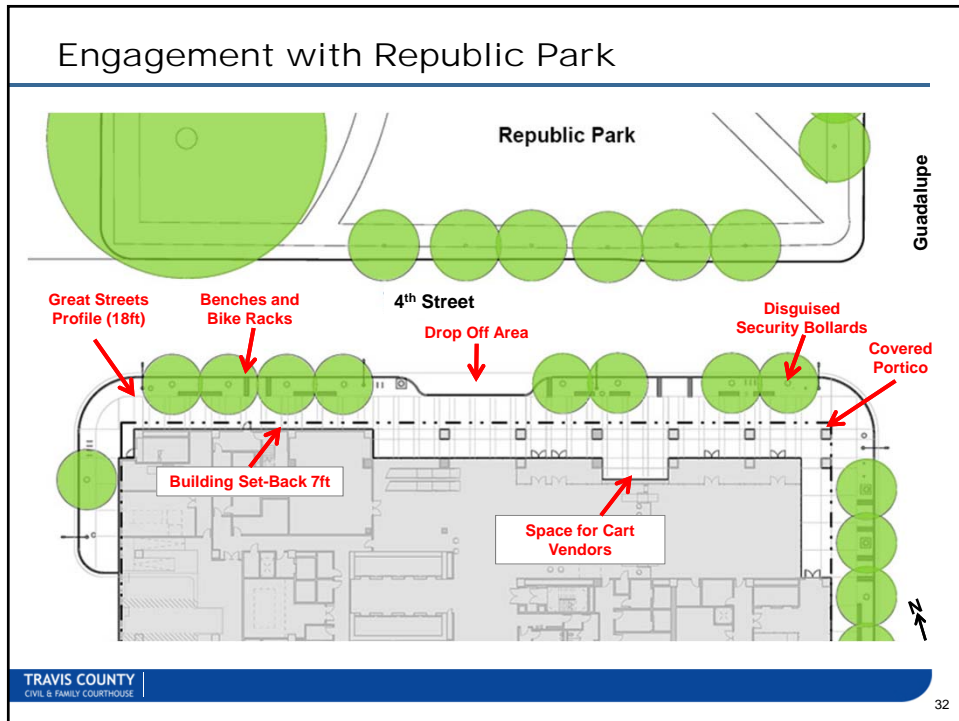 Engagement with Republic Park
Republic Park
Guadalupe
Great Streets
Profile (18ft)
Benches and
Bike Racks
4th Street
Drop Off Area
Disguised
Security Bollards
Covered
Portico
Building Set-Back 7ft
Space for Cart
Vendors
N
TRAVIS COUNTY
CIVIL & FAMILY COURTHOUSE
32